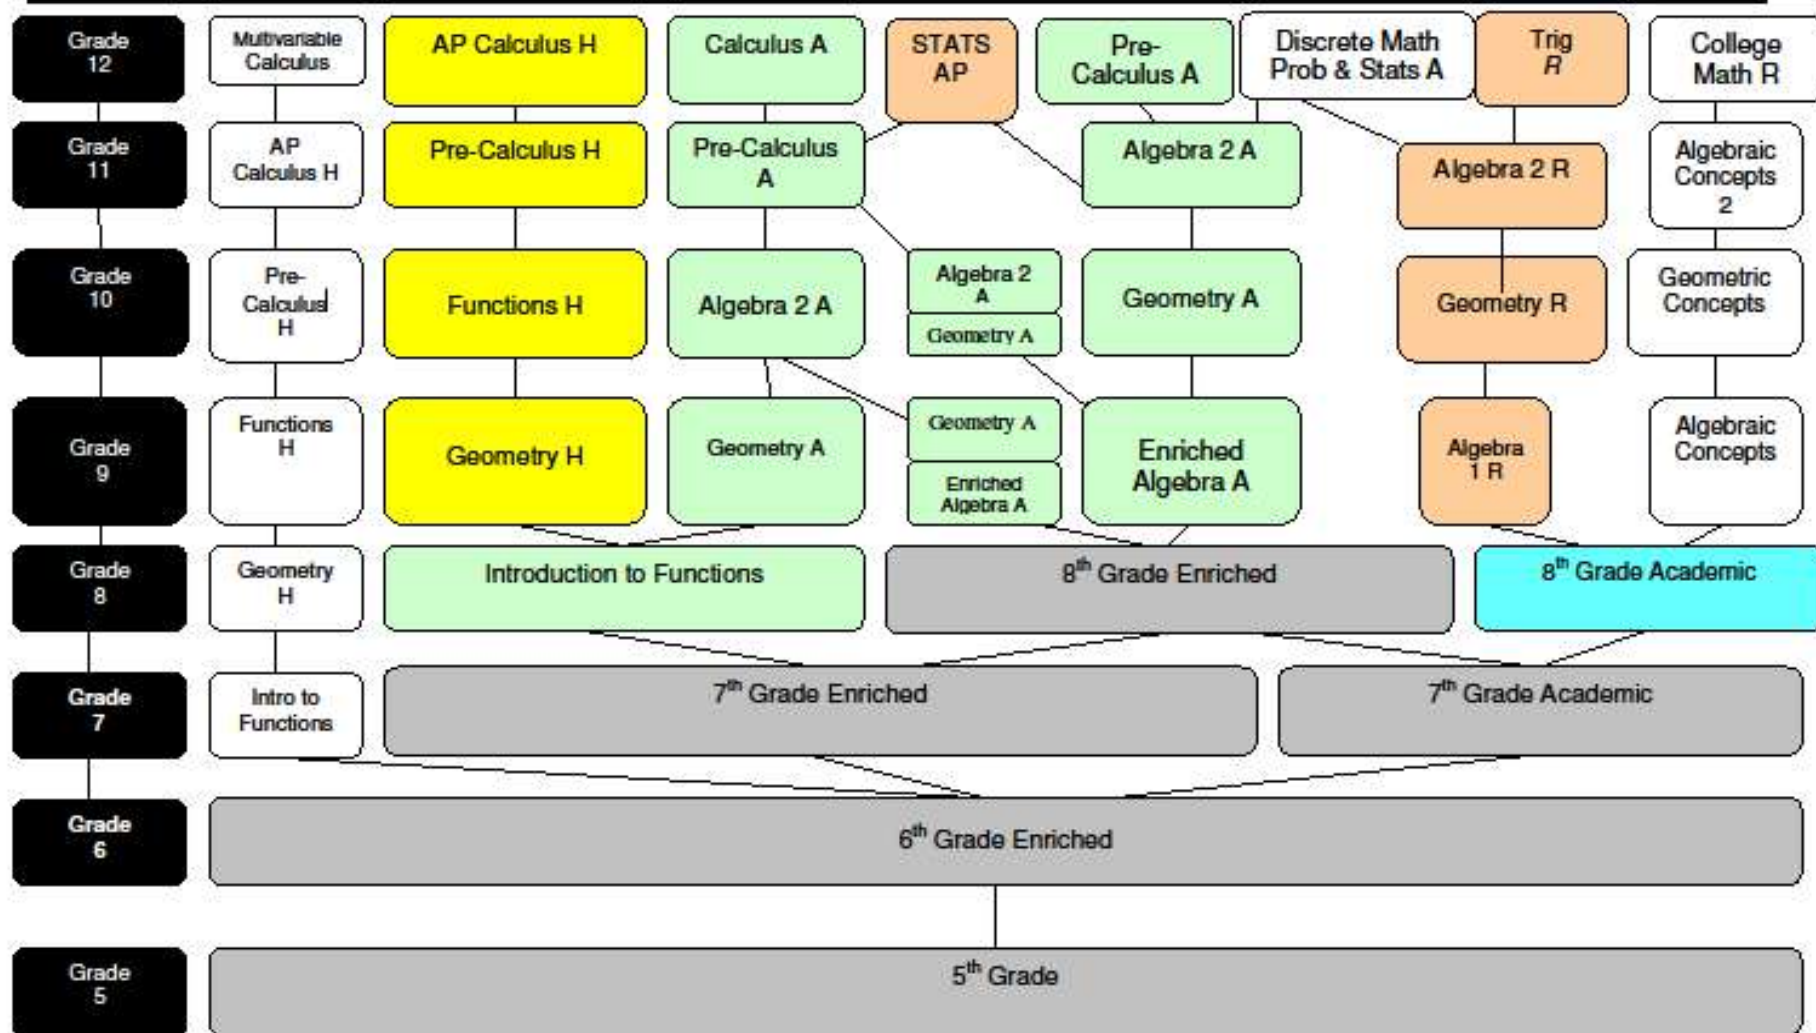 Grade
12
Multivariable
Calculus
AP Calculus H
Calculus A
STATS
AP
Pre-
Calculus A
Discrete Math
Prob & Stats A
Trig
R
College
Math R
Grade
11
AP
Calculus H
Pre-Calculus H
Pre-Calculus
A
Algebra 2 A
Algebra 2 R
Algebraic
Concepts
2
Grade
10
Pre-
Calculus
H
Functions H
Algebra 2 A
Algebra 2
A
Geometry A
Geometry A
Geometry R
Geometric
Concepts
Grade
9
Functions
H
Geometry H
Geometry A
Geometry A
Enriched
Algebra A
Enriched
Algebra A
Algebra
1 R
Algebraic
Concepts
Grade
8
Geometry
H
Introduction to Functions
8th Grade Enriched
8th Grade Academic
Grade
7
Intro to
Functions
7th Grade Enriched
7th Grade Academic
Grade
6
6th Grade Enriched
Grade
5
5th Grade